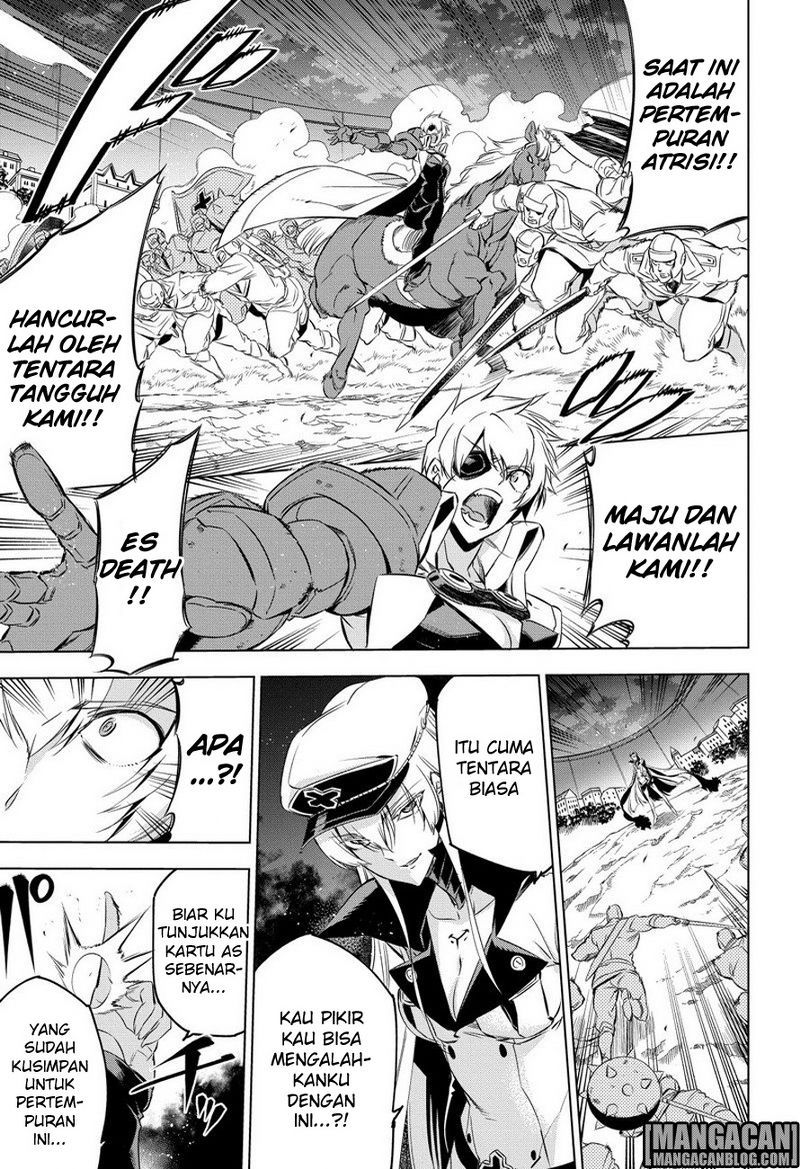 SAAT INI
ADALAH
PERTEM-
PURAN
ATRISI!!
HANCUR-
LAH OLEH
TENTARA
TANGGUH
KAMI!!
MAJU DAN
LAWANLAH
KAMI!!
ES
DEATH
!!
ITU CUMA
TENTARA
BIASA
KAU PIKIR
KAU BISA
MENGALAH-
KANKU
DENGAN
INI...?!
APA
...?!
BIAR KU
TUNJUKKAN
KARTU AS
SEBENAR-
NYA...
YANG
SUDAH
KUSIMPAN
UNTUK
PERTEM-
PURAN
INI...
MANGACAN
MANGACANBLOG.COM